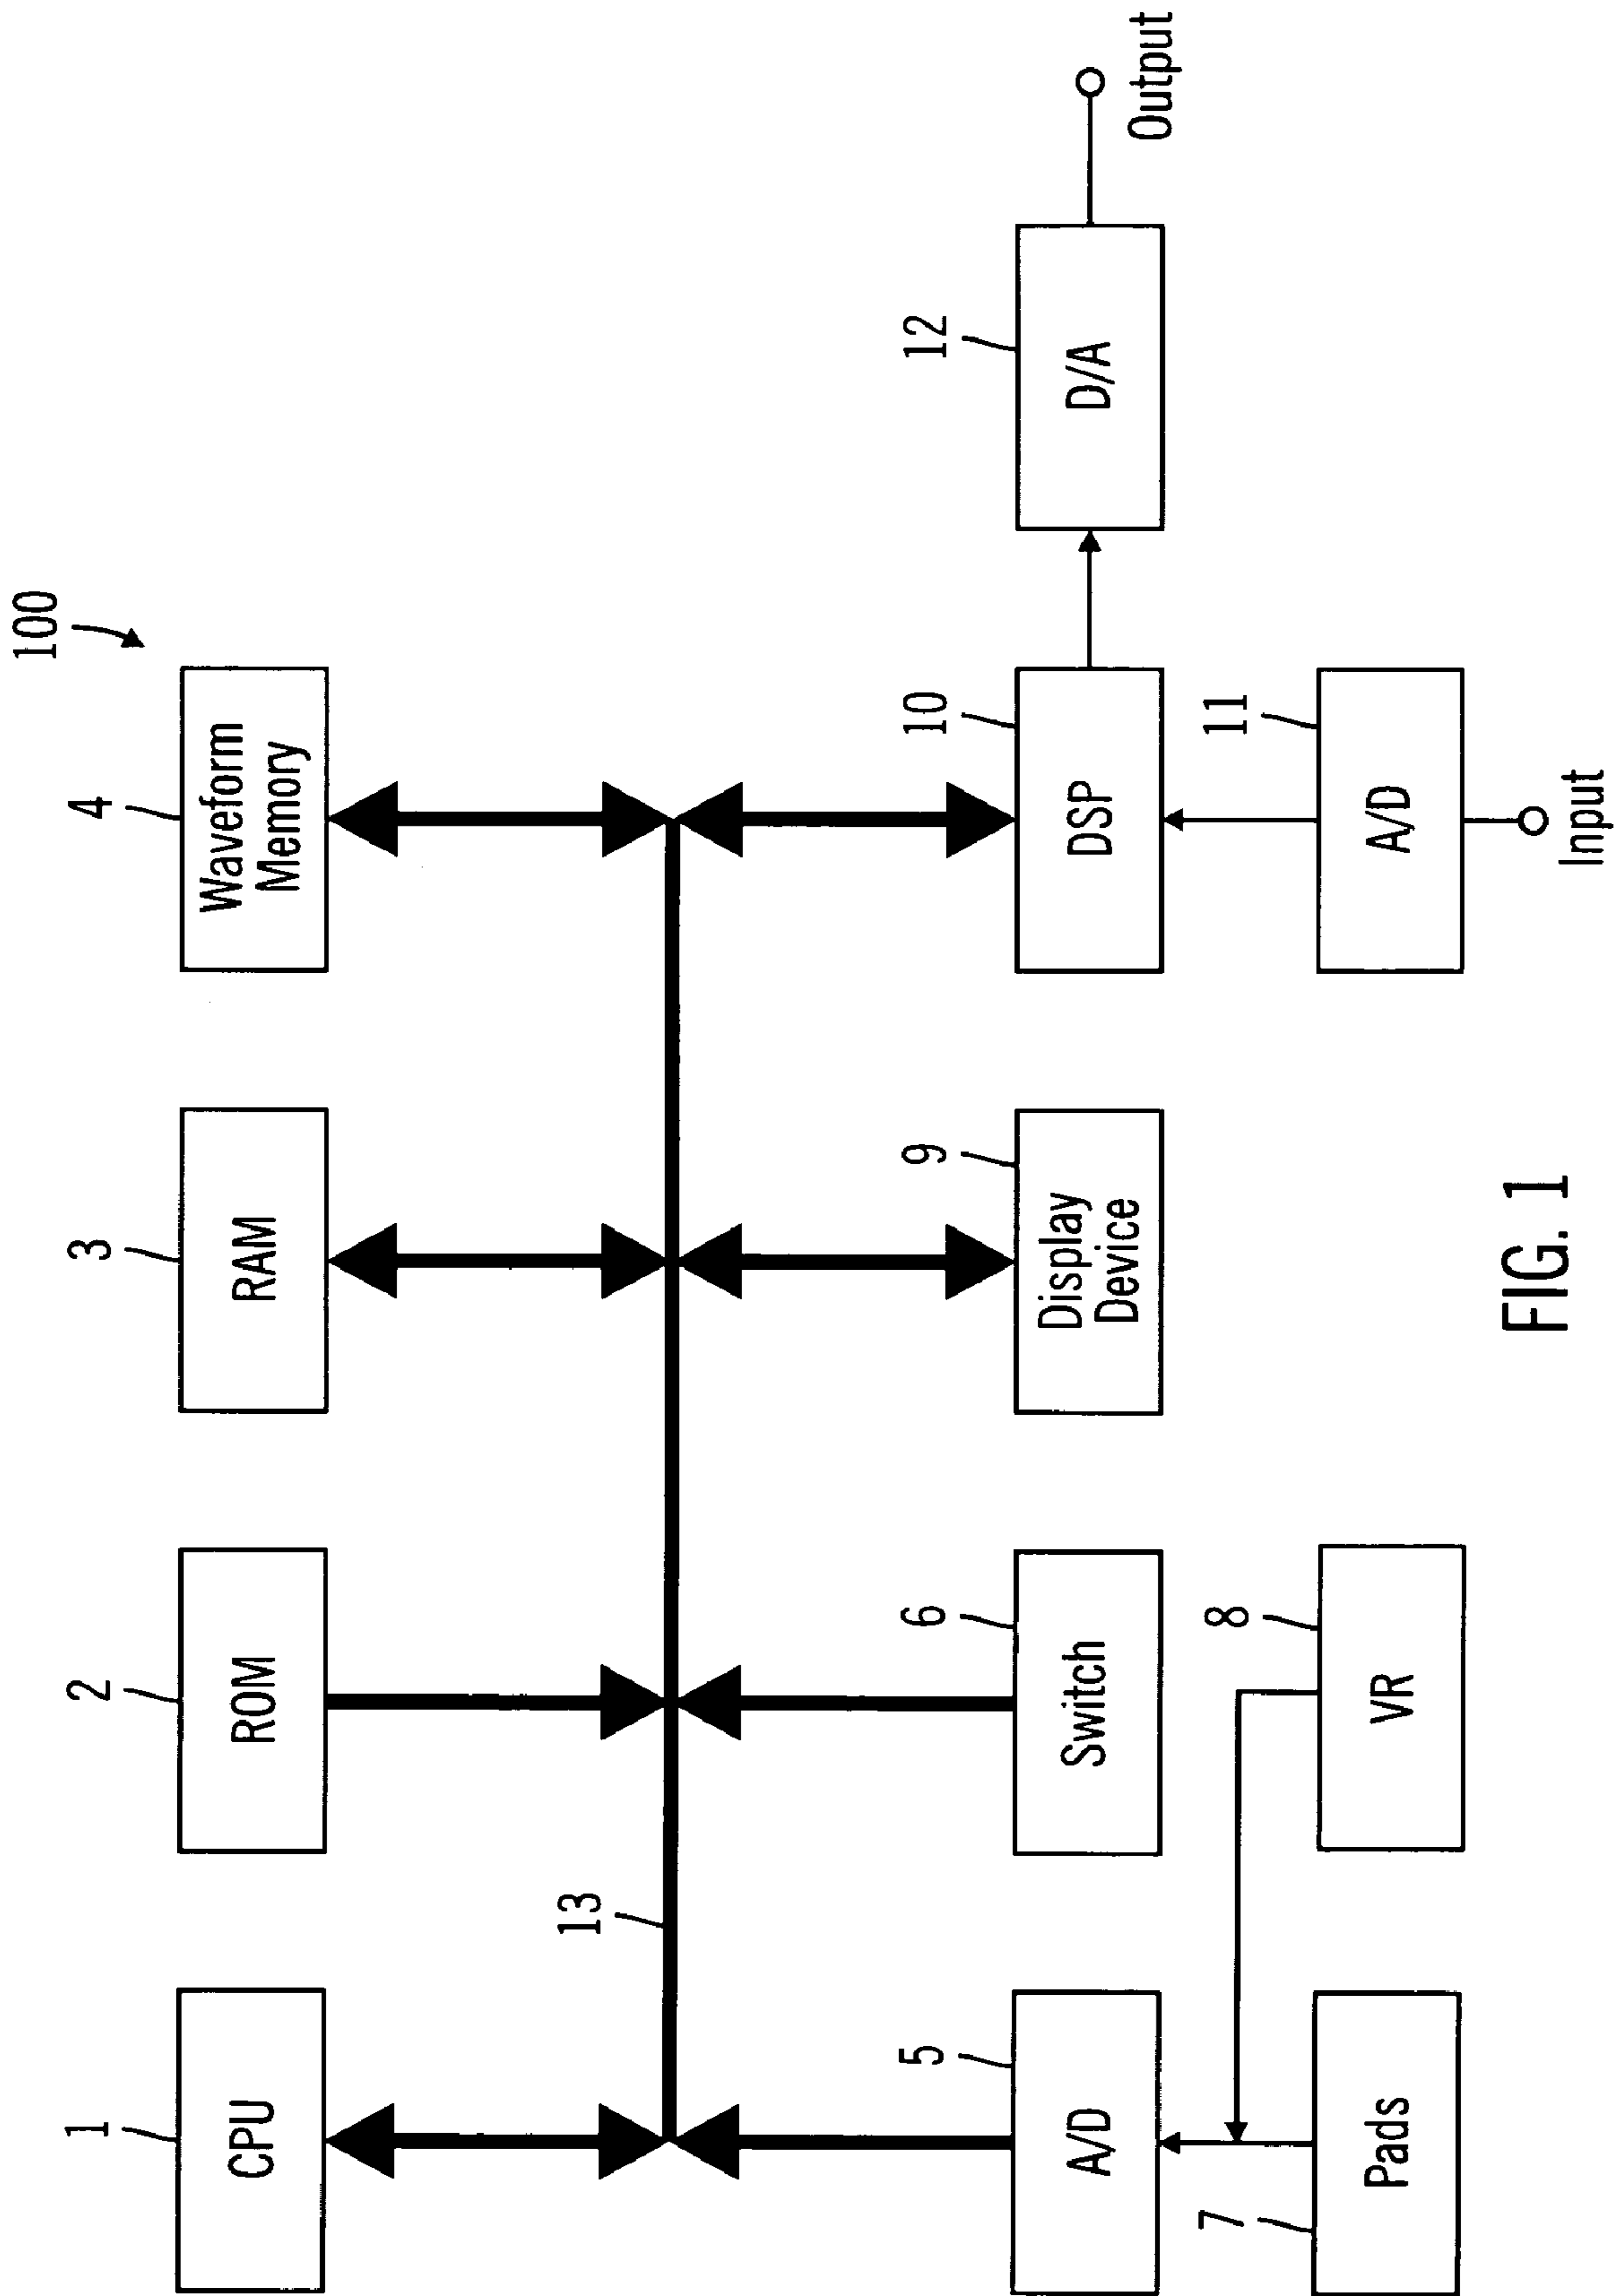 100
1
CPU
2
ROM
3
RAM
4
Waveform
Memory
13
5
A/D
6
Switch
9
Display
Device
10
DSP
12
D/A
Output
7
Pads
8
VR
11
A/D
Input
FIG. 1